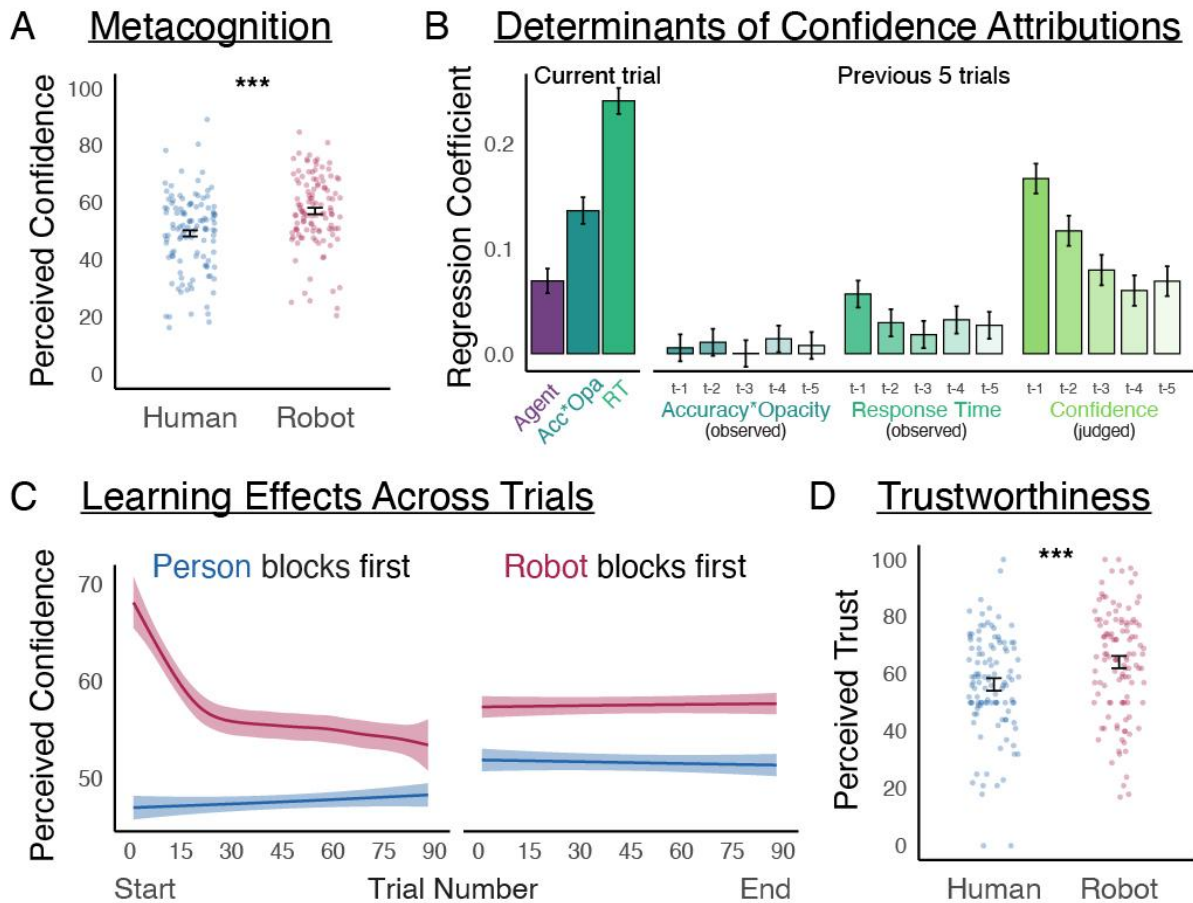 A Metacognition
***
Perceived Confidence
100
80
60
40
20
0
Human Robot
B Determinants of Confidence Attributions
Current trial Previous 5 trials
Regression Coefficient
0.2
0.1
0.0
Agent
Acc*Opa
RT
t-1 t-2 t-3 t-4 t-5
Accuracy*Opacity
(observed)
t-1 t-2 t-3 t-4 t-5
Response Time
(observed)
t-1 t-2 t-3 t-4 t-5
Confidence
(judged)
C Learning Effects Across Trials
Perceived Confidence
70
60
50
Person blocks first
Robot blocks first
0 15 30 45 60 75 90
0 15 30 45 60 75 90
Start Trial Number End
D Trustworthiness
***
Perceived Trust
100
80
60
40
20
0
Human Robot